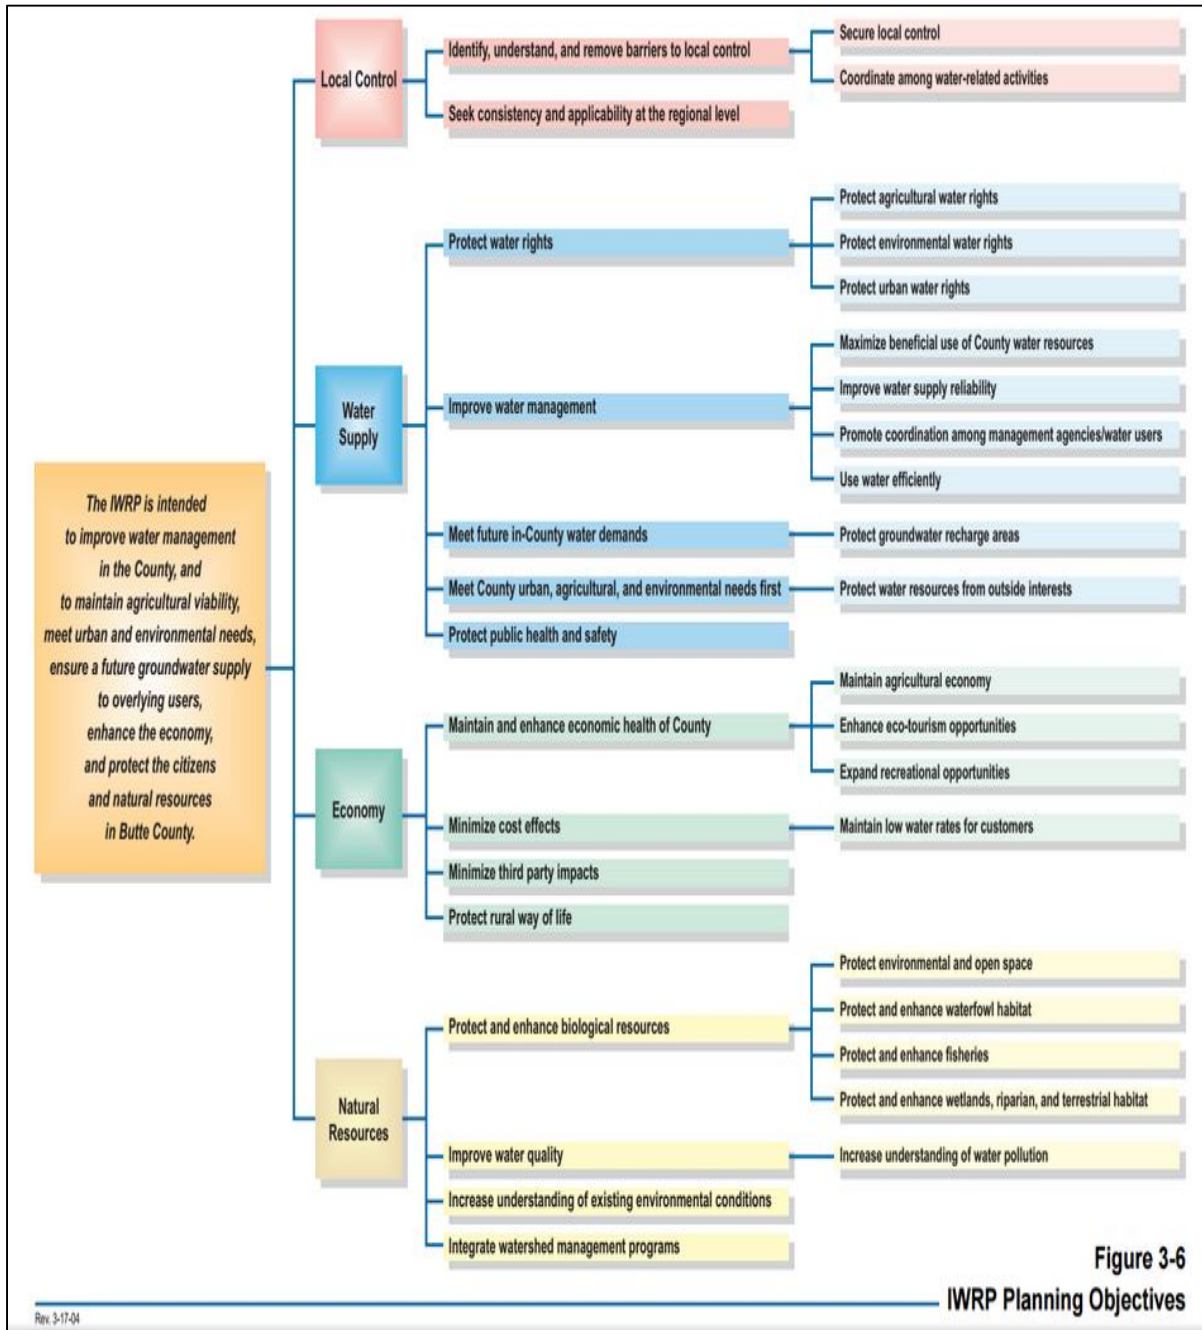 Local Control
Identify, understand, and remove barriers to local control
Secure local control
Coordinate among water-related activities
Seek consistency and applicability at the regional level
Water
Supply
Protect water rights
Protect agricultural water rights
Protect environmental water rights
Protect urban water rights
Improve water management
Maximize beneficial use of County water resources
Improve water supply reliability
Promote coordination among management agencies/water users
Use water efficiently
Meet future in-County water demands
Protect groundwater recharge areas
Meet County urban, agricultural, and environmental needs first
Protect water resources from outside interests
Protect public health and safety
The IWRP is intended
to improve water management
in the County, and
to maintain agricultural viability,
meet urban and environmental needs,
ensure a future groundwater supply
to overlying users,
enhance the economy,
and protect the citizens
and natural resources
in Butte County.
Economy
Maintain and enhance economic health of County
Maintain agricultural economy
Enhance eco-tourism opportunities
Expand recreational opportunities
Minimize cost effects
Maintain low water rates for customers
Minimize third party impacts
Protect rural way of life
Natural
Resources
Protect and enhance biological resources
Protect environmental and open space
Protect and enhance waterfowl habitat
Protect and enhance fisheries
Protect and enhance wetlands, riparian, and terrestrial habitat
Improve water quality
Increase understanding of water pollution
Increase understanding of existing environmental conditions
Integrate watershed management programs
Figure 3-6
IWRP Planning Objectives
Rev. 3-17-04